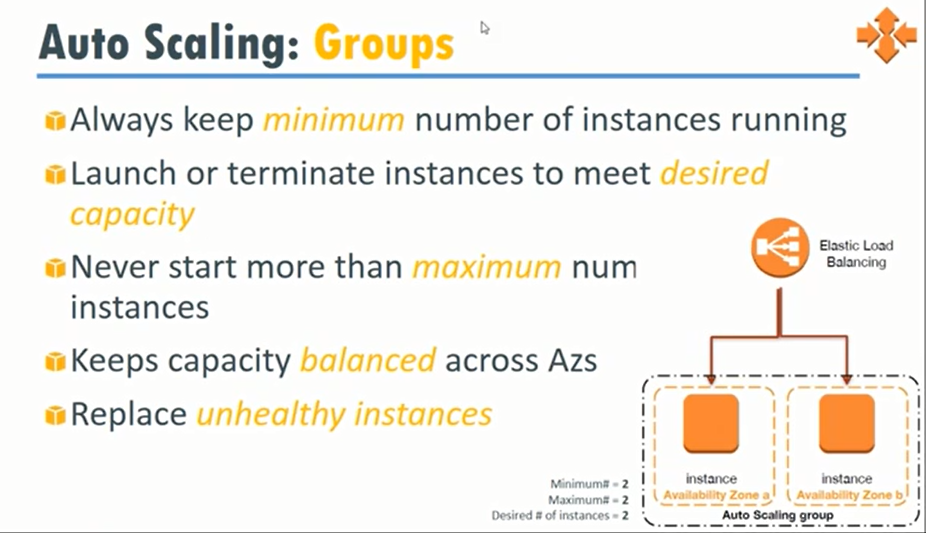 Auto Scaling: Groups
Always keep minimum number of instances running
Launch or terminate instances to meet desired
capacity
Never start more than maximum num
instances
Keeps capacity balanced across Azs
Replace unhealthy instances
Elastic Load
Balancing
instance
Availability Zone a
instance
Availability Zone b
Auto Scaling group
Minimum# = 2
Maximum# = 2
Desired # of instances = 2